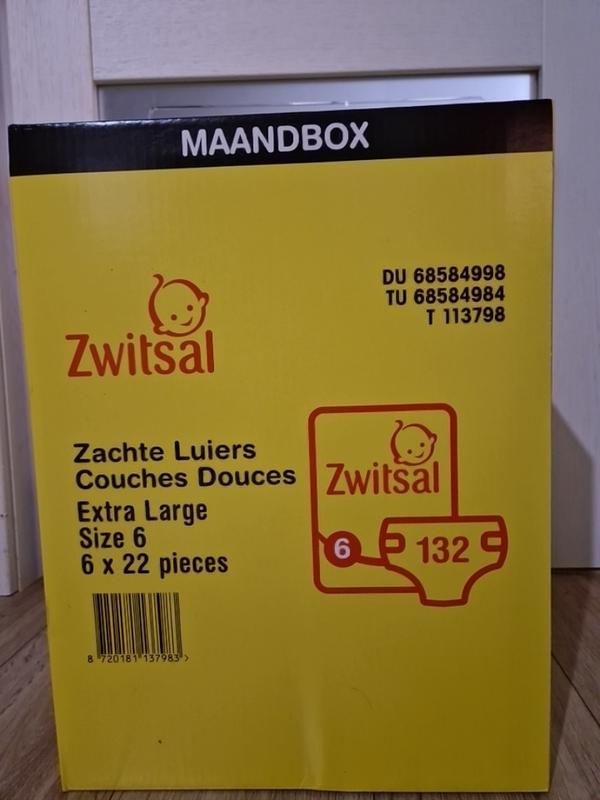 MAANDBOX
DU 68584998
TU 68584984
T 113798
Zwitsal
Zachte Luiers
Couches Douces
Extra Large
Size 6
6 x 22 pieces
Zwitsal
6
132
8 720181 137983 >